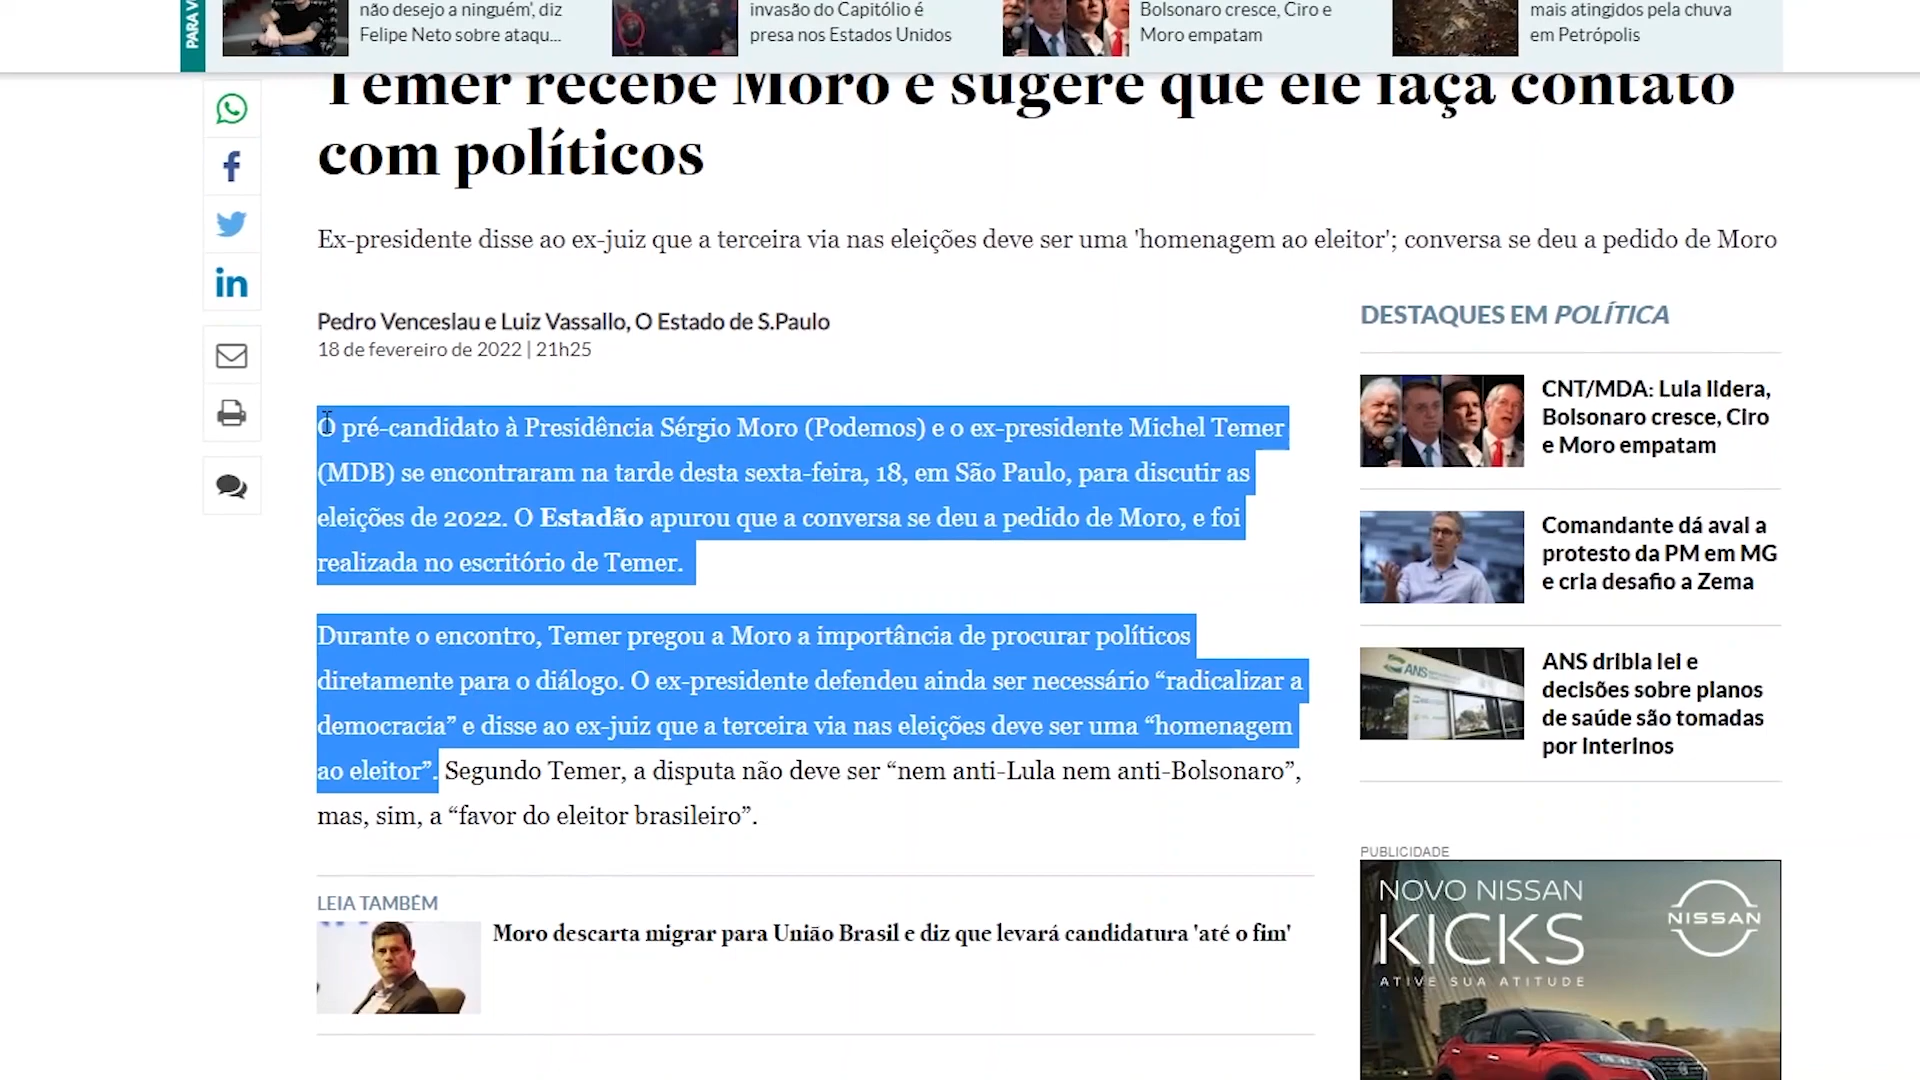 PARA V
não desejo a ninguém', diz
Felipe Neto sobre ataqu...
invasão do Capitólio é
presa nos Estados Unidos
Bolsonaro cresce, Ciro e
Moro empatam
mais atingidos pela chuva
em Petrópolis
Temer recebe Moro e sugere que ele faça contato
com políticos
Ex-presidente disse ao ex-juiz que a terceira via nas eleições deve ser uma 'homenagem ao eleitor'; conversa se deu a pedido de Moro
Pedro Venceslau e Luiz Vassallo, O Estado de S.Paulo
18 de fevereiro de 2022 | 21h25
O pré-candidato à Presidência Sérgio Moro (Podemos) e o ex-presidente Michel Temer
(MDB) se encontraram na tarde desta sexta-feira, 18, em São Paulo, para discutir as
eleições de 2022. O Estadão apurou que a conversa se deu a pedido de Moro, e foi
realizada no escritório de Temer.
Durante o encontro, Temer pregou a Moro a importância de procurar políticos
diretamente para o diálogo. O ex-presidente defendeu ainda ser necessário “radicalizar a
democracia” e disse ao ex-juiz que a terceira via nas eleições deve ser uma “homenagem
ao eleitor”. Segundo Temer, a disputa não deve ser “nem anti-Lula nem anti-Bolsonaro”,
mas, sim, a “favor do eleitor brasileiro”.
LEIA TAMBÉM
Moro descarta migrar para União Brasil e diz que levará candidatura 'até o fim'
DESTAQUES EM POLÍTICA
CNT/MDA: Lula lidera,
Bolsonaro cresce, Ciro
e Moro empatam
Comandante dá aval a
protesto da PM em MG
e cria desafio a Zema
ANS
ANS dribla lei e
decisões sobre planos
de saúde são tomadas
por interinos
PUBLICIDADE
NOVO NISSAN
KICKS
ATIVE SUA ATITUDE
NISSAN